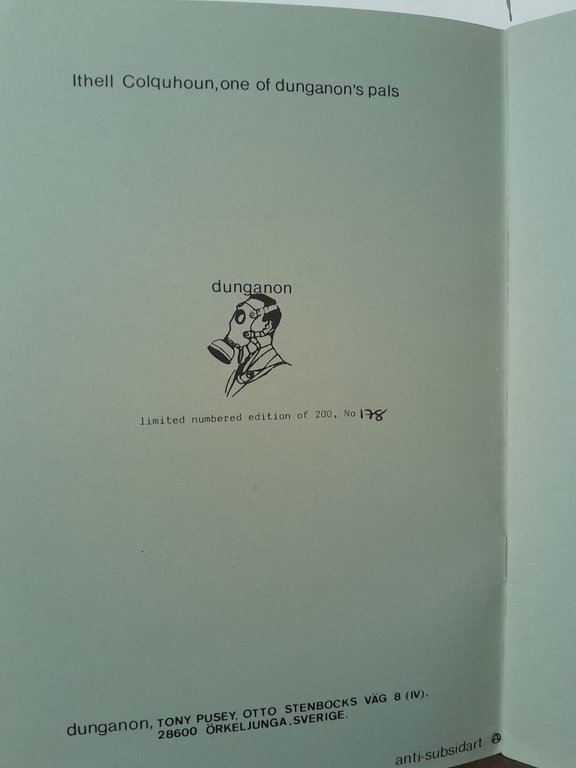 Ithell Colquhoun,one of dunganon's pals
dunganon
limited numbered edition of 200, No 178
dunganon, TONY PUSEY, OTTO STENBOCKS VÄG 8 (IV).
28600 ÖRKELJUNGA.SVERIGE.
anti-subsidart Ⓐ